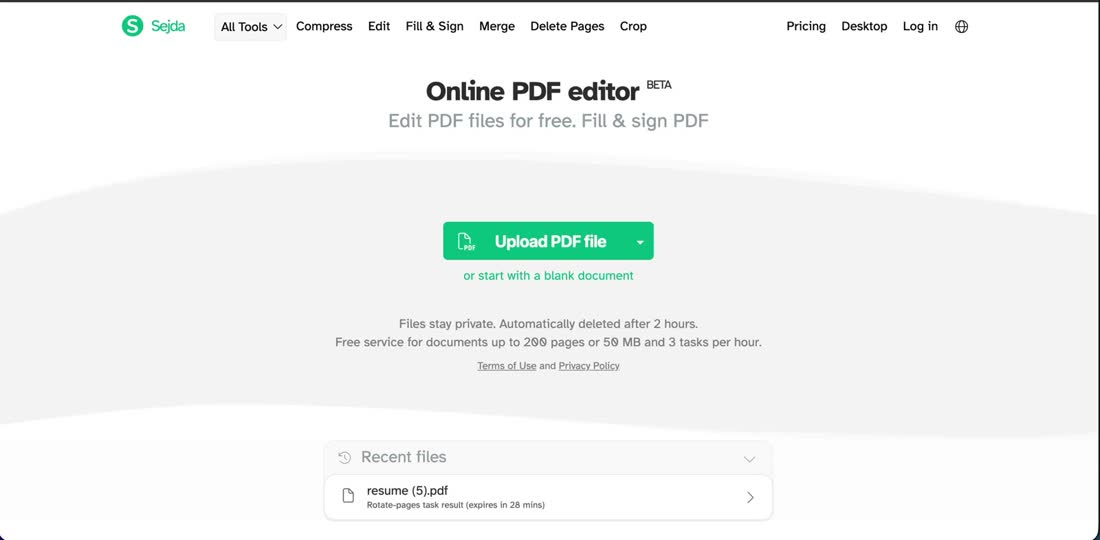 S Sejda All Tools Compress Edit Fill & Sign Merge Delete Pages Crop Pricing Desktop Log in
Online PDF editor BETA
Edit PDF files for free. Fill & sign PDF
PDF Upload PDF file
or start with a blank document
Files stay private. Automatically deleted after 2 hours.
Free service for documents up to 200 pages or 50 MB and 3 tasks per hour.
Terms of Use and Privacy Policy
Recent files
resume (5).pdf
Rotate-pages task result (expires in 28 mins)